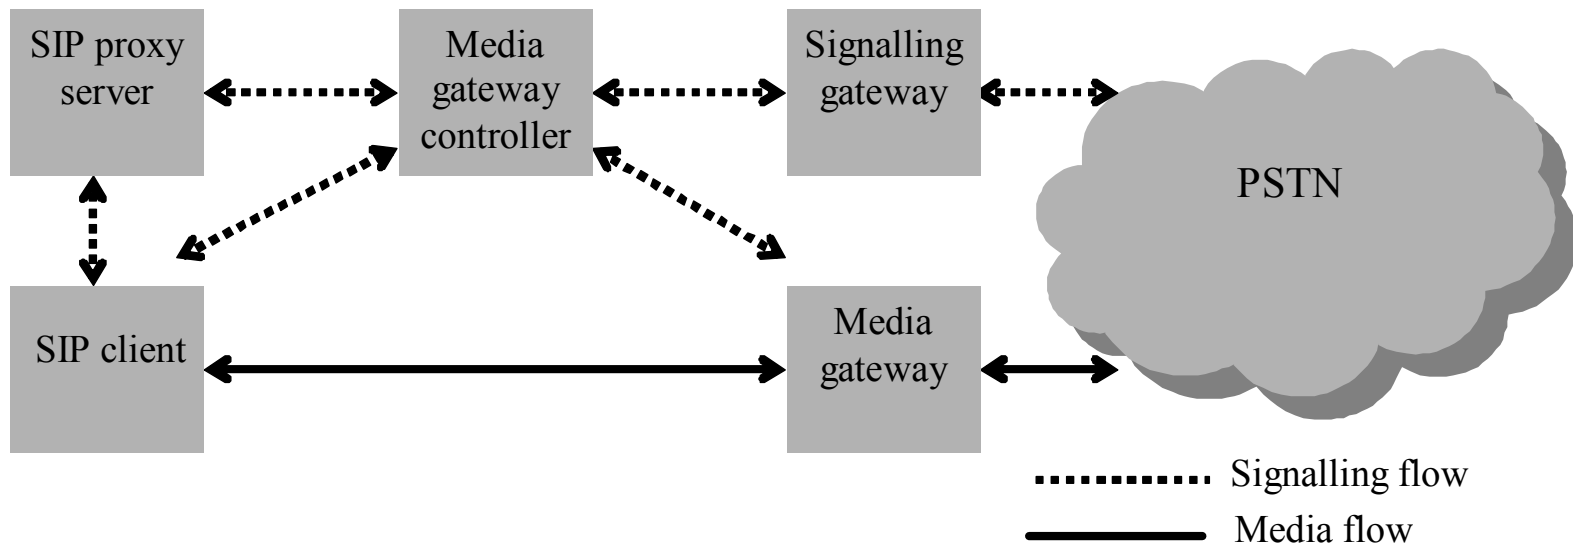 SIP proxy
server
Media
gateway
controller
Signalling
gateway
PSTN
SIP client
Media
gateway
Signalling flow
Media flow